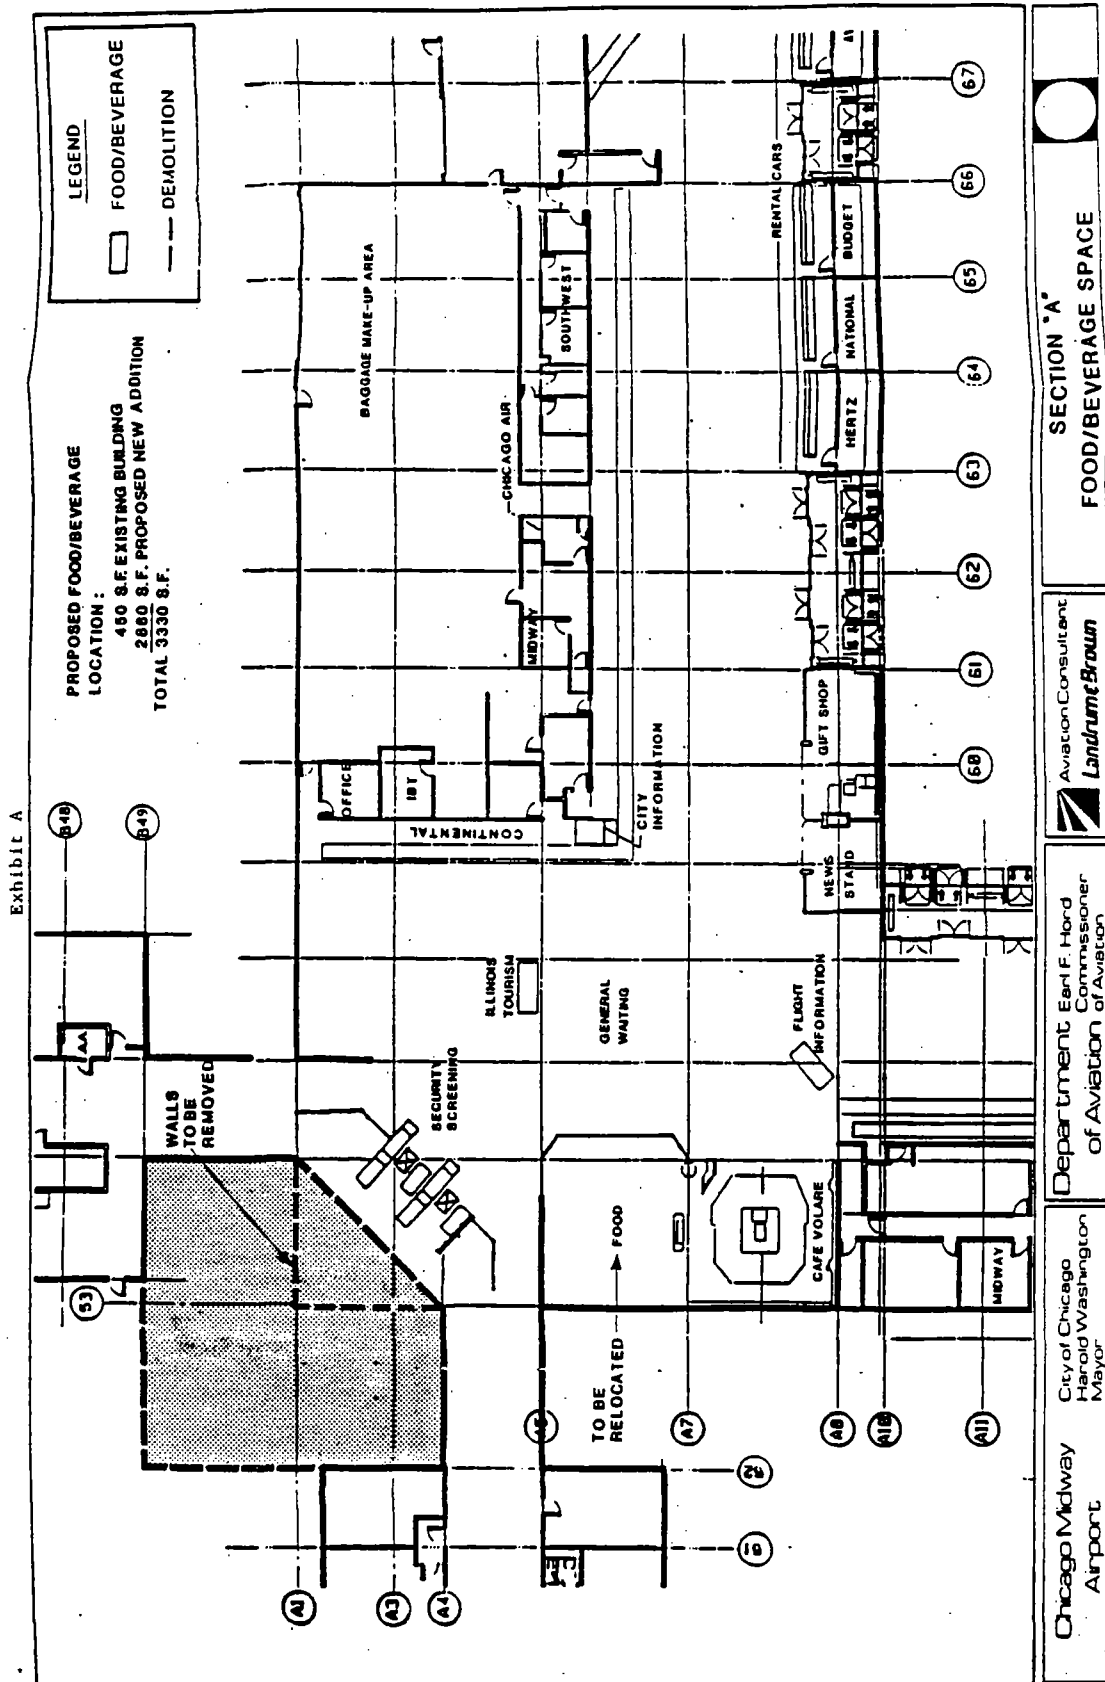 Exhibit A
LEGEND
FOOD/BEVERAGE
DEMOLITION
PROPOSED FOOD/BEVERAGE
LOCATION:
450 S.F. EXISTING BUILDING
2880 S.F. PROPOSED NEW ADDITION
TOTAL 3330 S.F.
B48
B49
AA
WALLS
TO BE
REMOVED
53
BAGGAGE MAKE-UP AREA
OFFICE
IBT
CONTINENTAL
CHICAGO AIR
MIDWAY
SOUTHWEST
CITY
INFORMATION
ILLINOIS
TOURISM
SECURITY
SCREENING
GENERAL
WAITING
FLIGHT
INFORMATION
TO BE
RELOCATED
FOOD
CAFE VOLARE
MIDWAY
NEWS
STAND
GIFT SHOP
RENTAL CARS
HERTZ
NATIONAL
BUDGET
AV
A1
A3
A4
A5
A7
A8
A10
A11
51
52
60
61
62
63
64
65
66
67
Chicago Midway
Airport
City of Chicago
Harold Washington
Mayor
Department
of Aviation
Earl F. Hord
Commissioner
of Aviation
Aviation Consultant
Landrum & Brown
SECTION "A"
FOOD/BEVERAGE SPACE